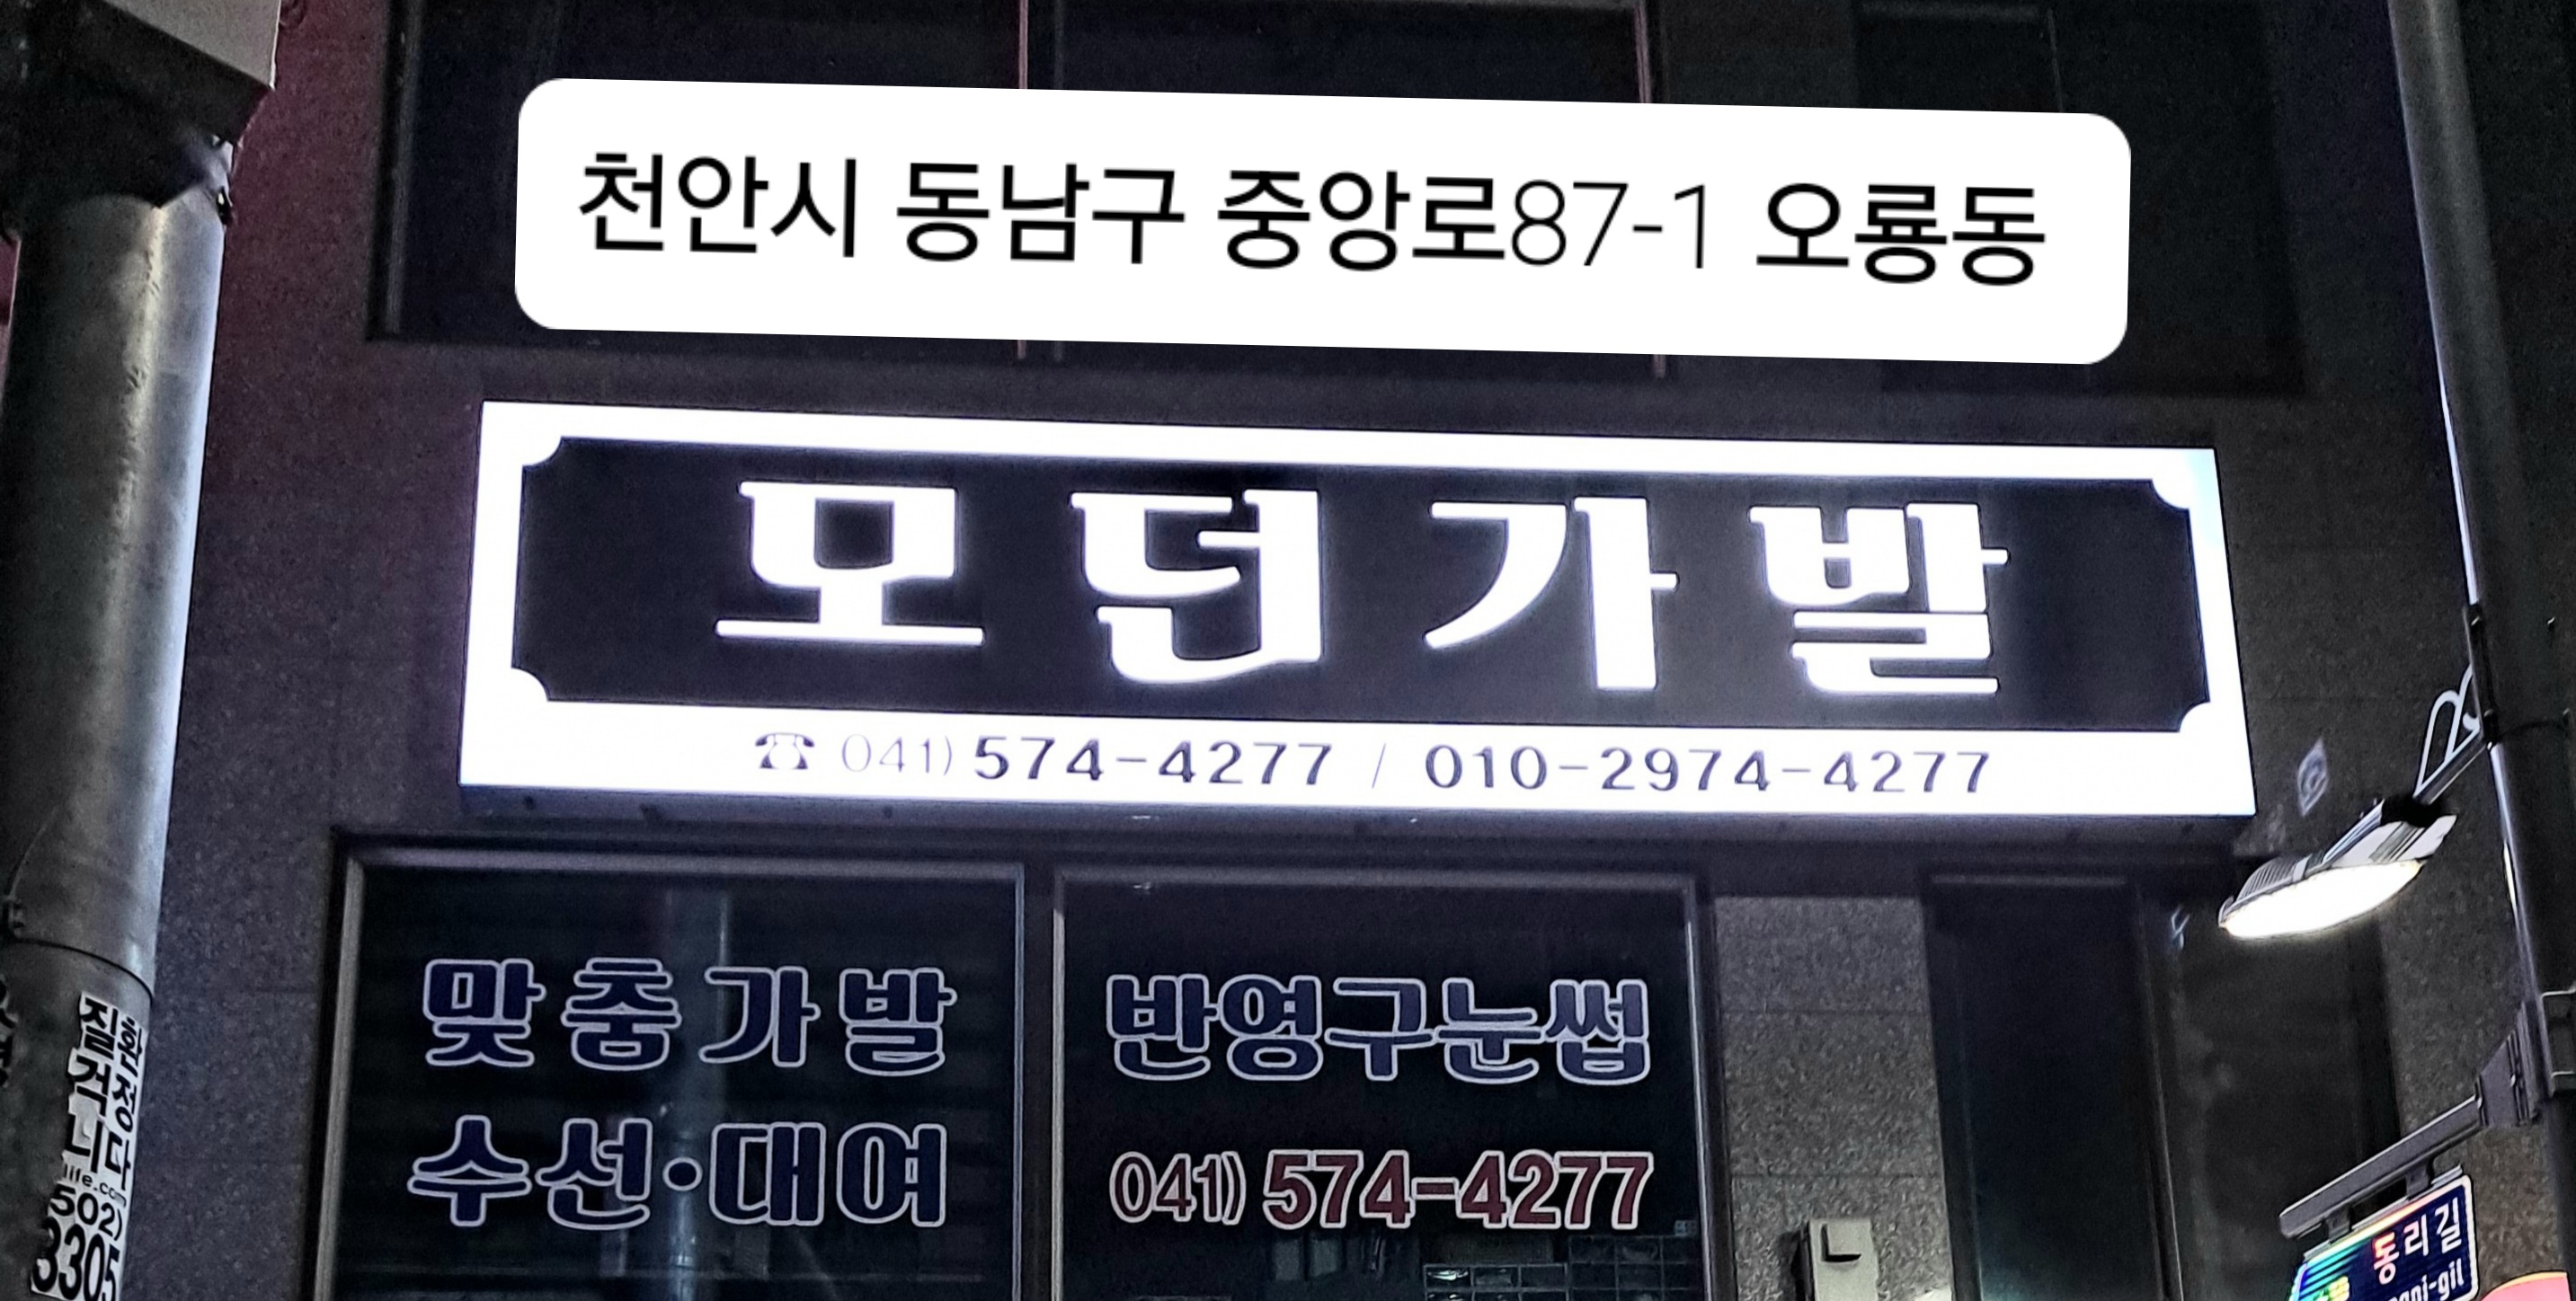 천안시 동남구 중앙로87-1 오룡동
모던가발
☎ 041) 574-4277 / 010-2974-4277
맞춤가발
수선·대여
반영구눈썹
041) 574-4277
동리길